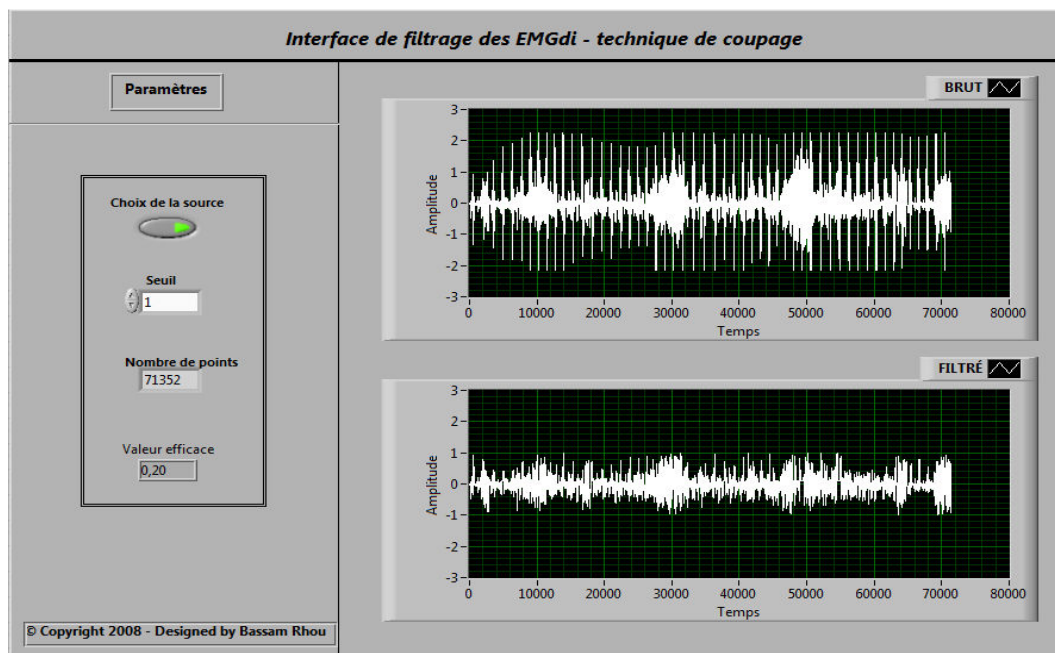 Interface de filtrage des EMGdi - technique de coupage
Paramètres
Choix de la source
Seuil
1
Nombre de points
71352
Valeur efficace
0,20
© Copyright 2008 - Designed by Bassam Rhou
BRUT
Amplitude
3
2
1
0
-1
-2
-3
0 10000 20000 30000 40000 50000 60000 70000 80000
Temps
FILTRÉ
Amplitude
3
2
1
0
-1
-2
-3
0 10000 20000 30000 40000 50000 60000 70000 80000
Temps